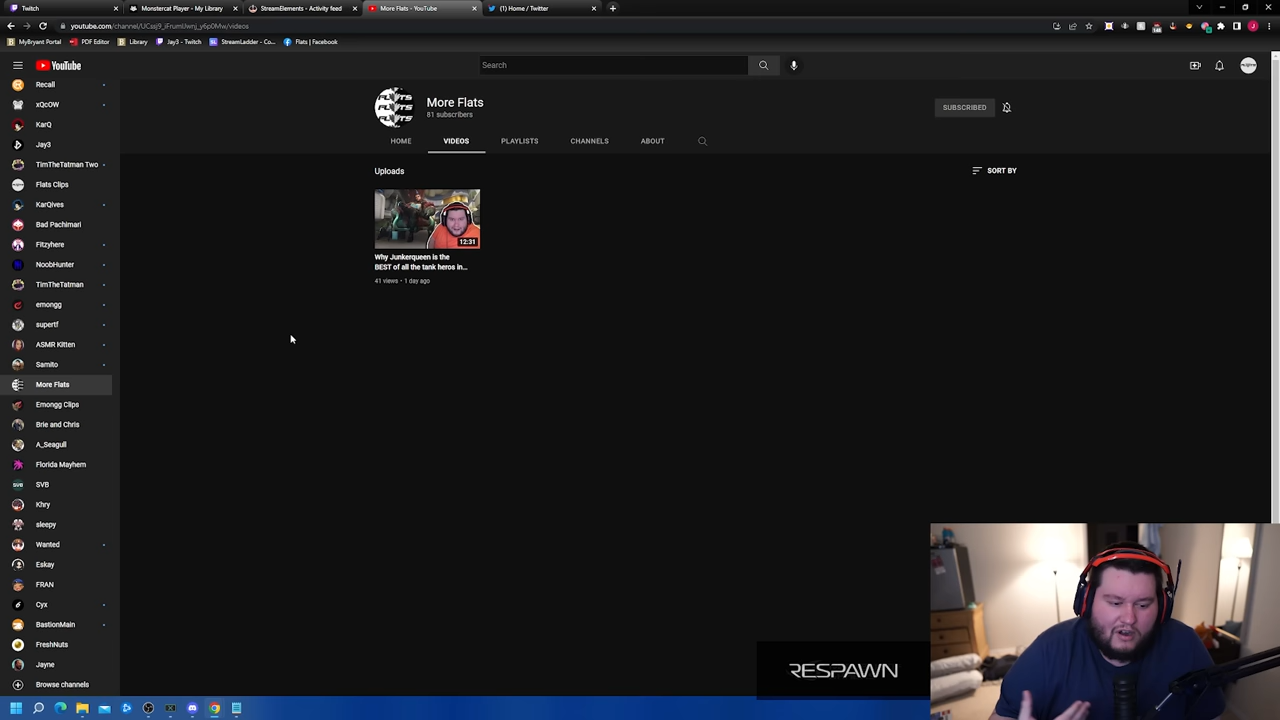 Twitch
Monstercat Player - My Library
StreamElements - Activity feed
More Flats - YouTube
(1) Home / Twitter
MyBryant Portal
PDF Editor
Library
Jay3 - Twitch
StreamLadder - Co...
Flats | Facebook
YouTube
Search
Recall
xQcOW
KarQ
Jay3
TimTheTatman Two
Flats Clips
KarQives
Bad Pachimari
Fitzyhere
NoobHunter
TimTheTatman
emongg
supertf
ASMR Kitten
Samito
More Flats
Emongg Clips
Brie and Chris
A_Seagull
Florida Mayhem
SVB
Khry
sleepy
Wanted
Eskay
FRAN
Cyx
BastionMain
FreshNuts
Jayne
Browse channels
More Flats
81 subscribers
SUBSCRIBED
HOME
VIDEOS
PLAYLISTS
CHANNELS
ABOUT
Uploads
SORT BY
12:31
Why Junkerqueen is the
BEST of all the tank heros in...
41 views • 1 day ago
RESPAWN